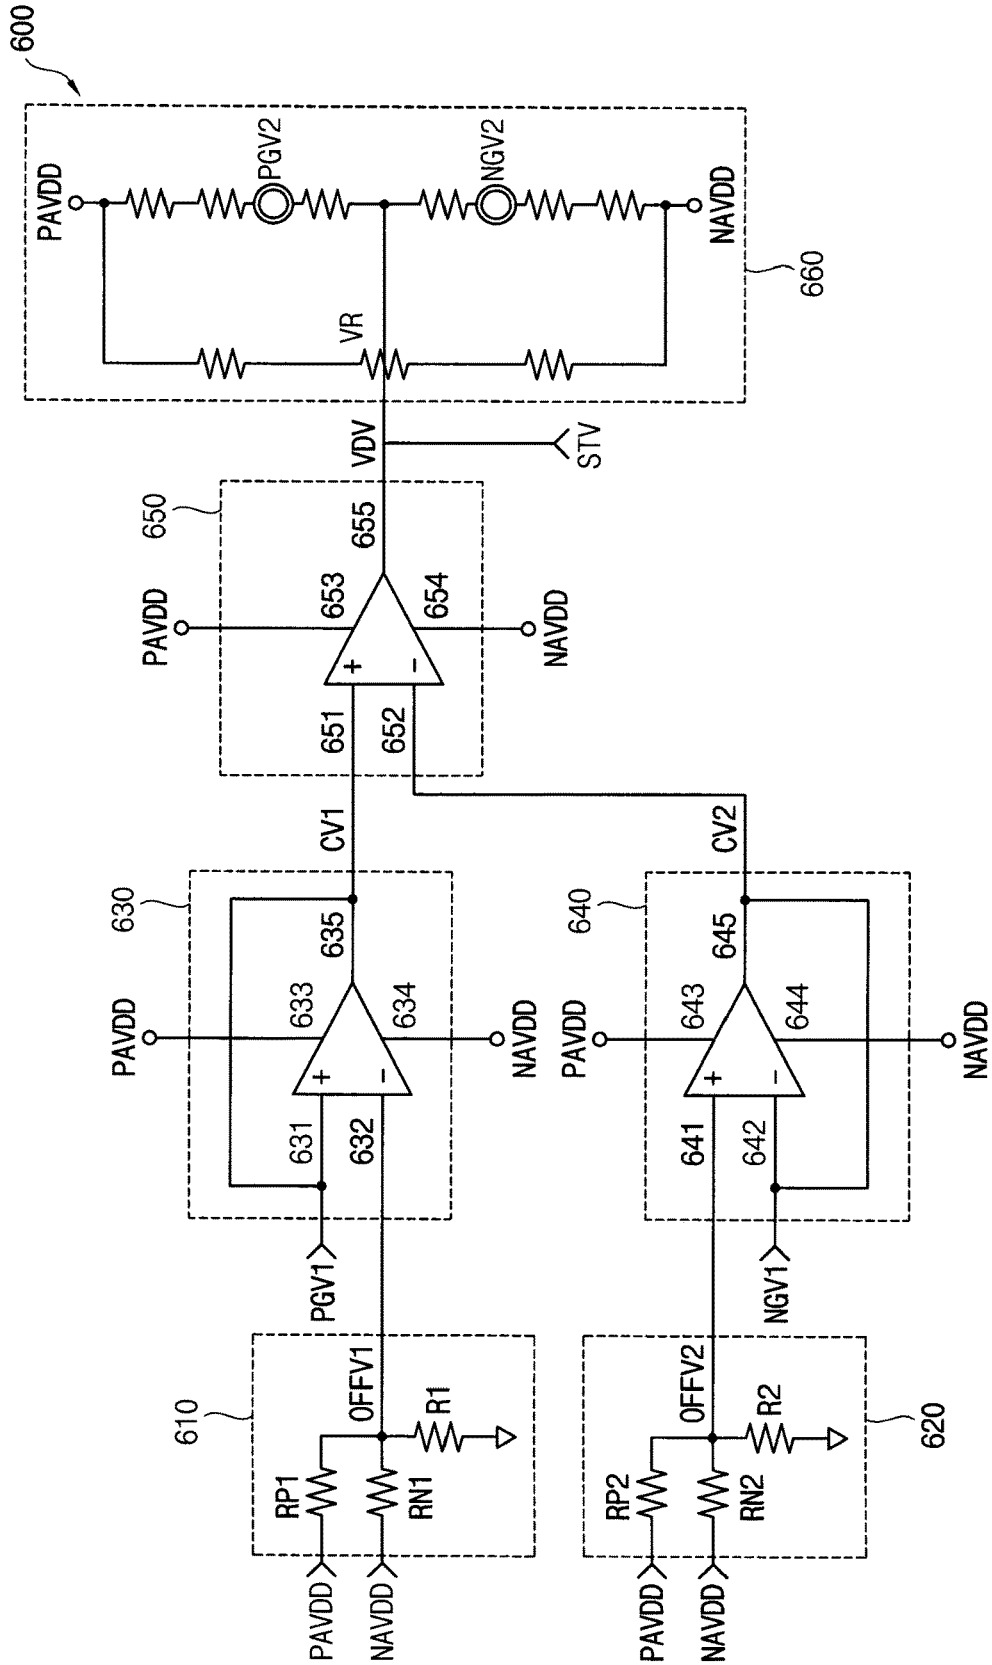 600
PAVDD
PGV2
NGV2
NAVDD
VR
660
VDV
STV
650
PAVDD
653
655
654
NAVDD
651
652
CV1
CV2
630
PAVDD
633
635
634
NAVDD
631
632
PGV1
640
PAVDD
643
645
644
NAVDD
641
642
NGV1
610
OFFV1
RP1
RN1
R1
PAVDD
NAVDD
620
OFFV2
RP2
RN2
R2
PAVDD
NAVDD
+
−
+
−
+
−